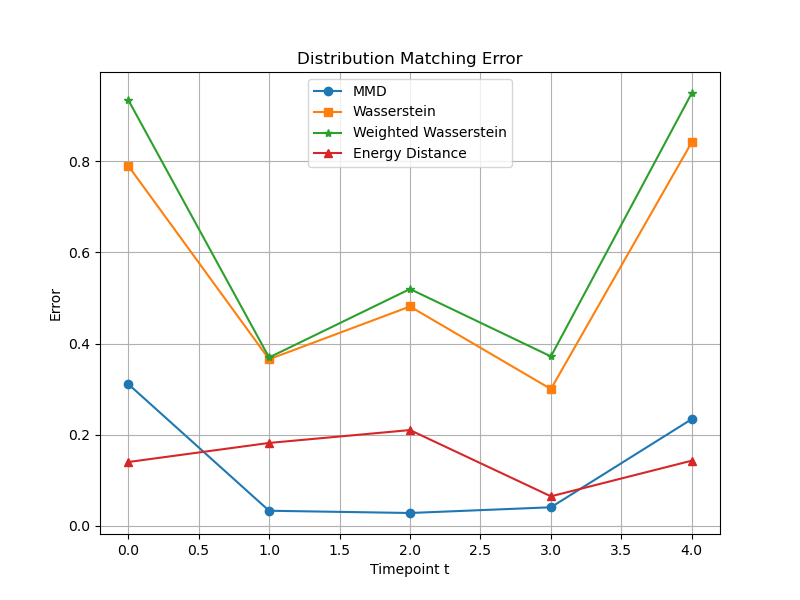 Distribution Matching Error
MMD
Wasserstein
Weighted Wasserstein
Energy Distance
Error
0.8
0.6
0.4
0.2
0.0
0.0 0.5 1.0 1.5 2.0 2.5 3.0 3.5 4.0
Timepoint t